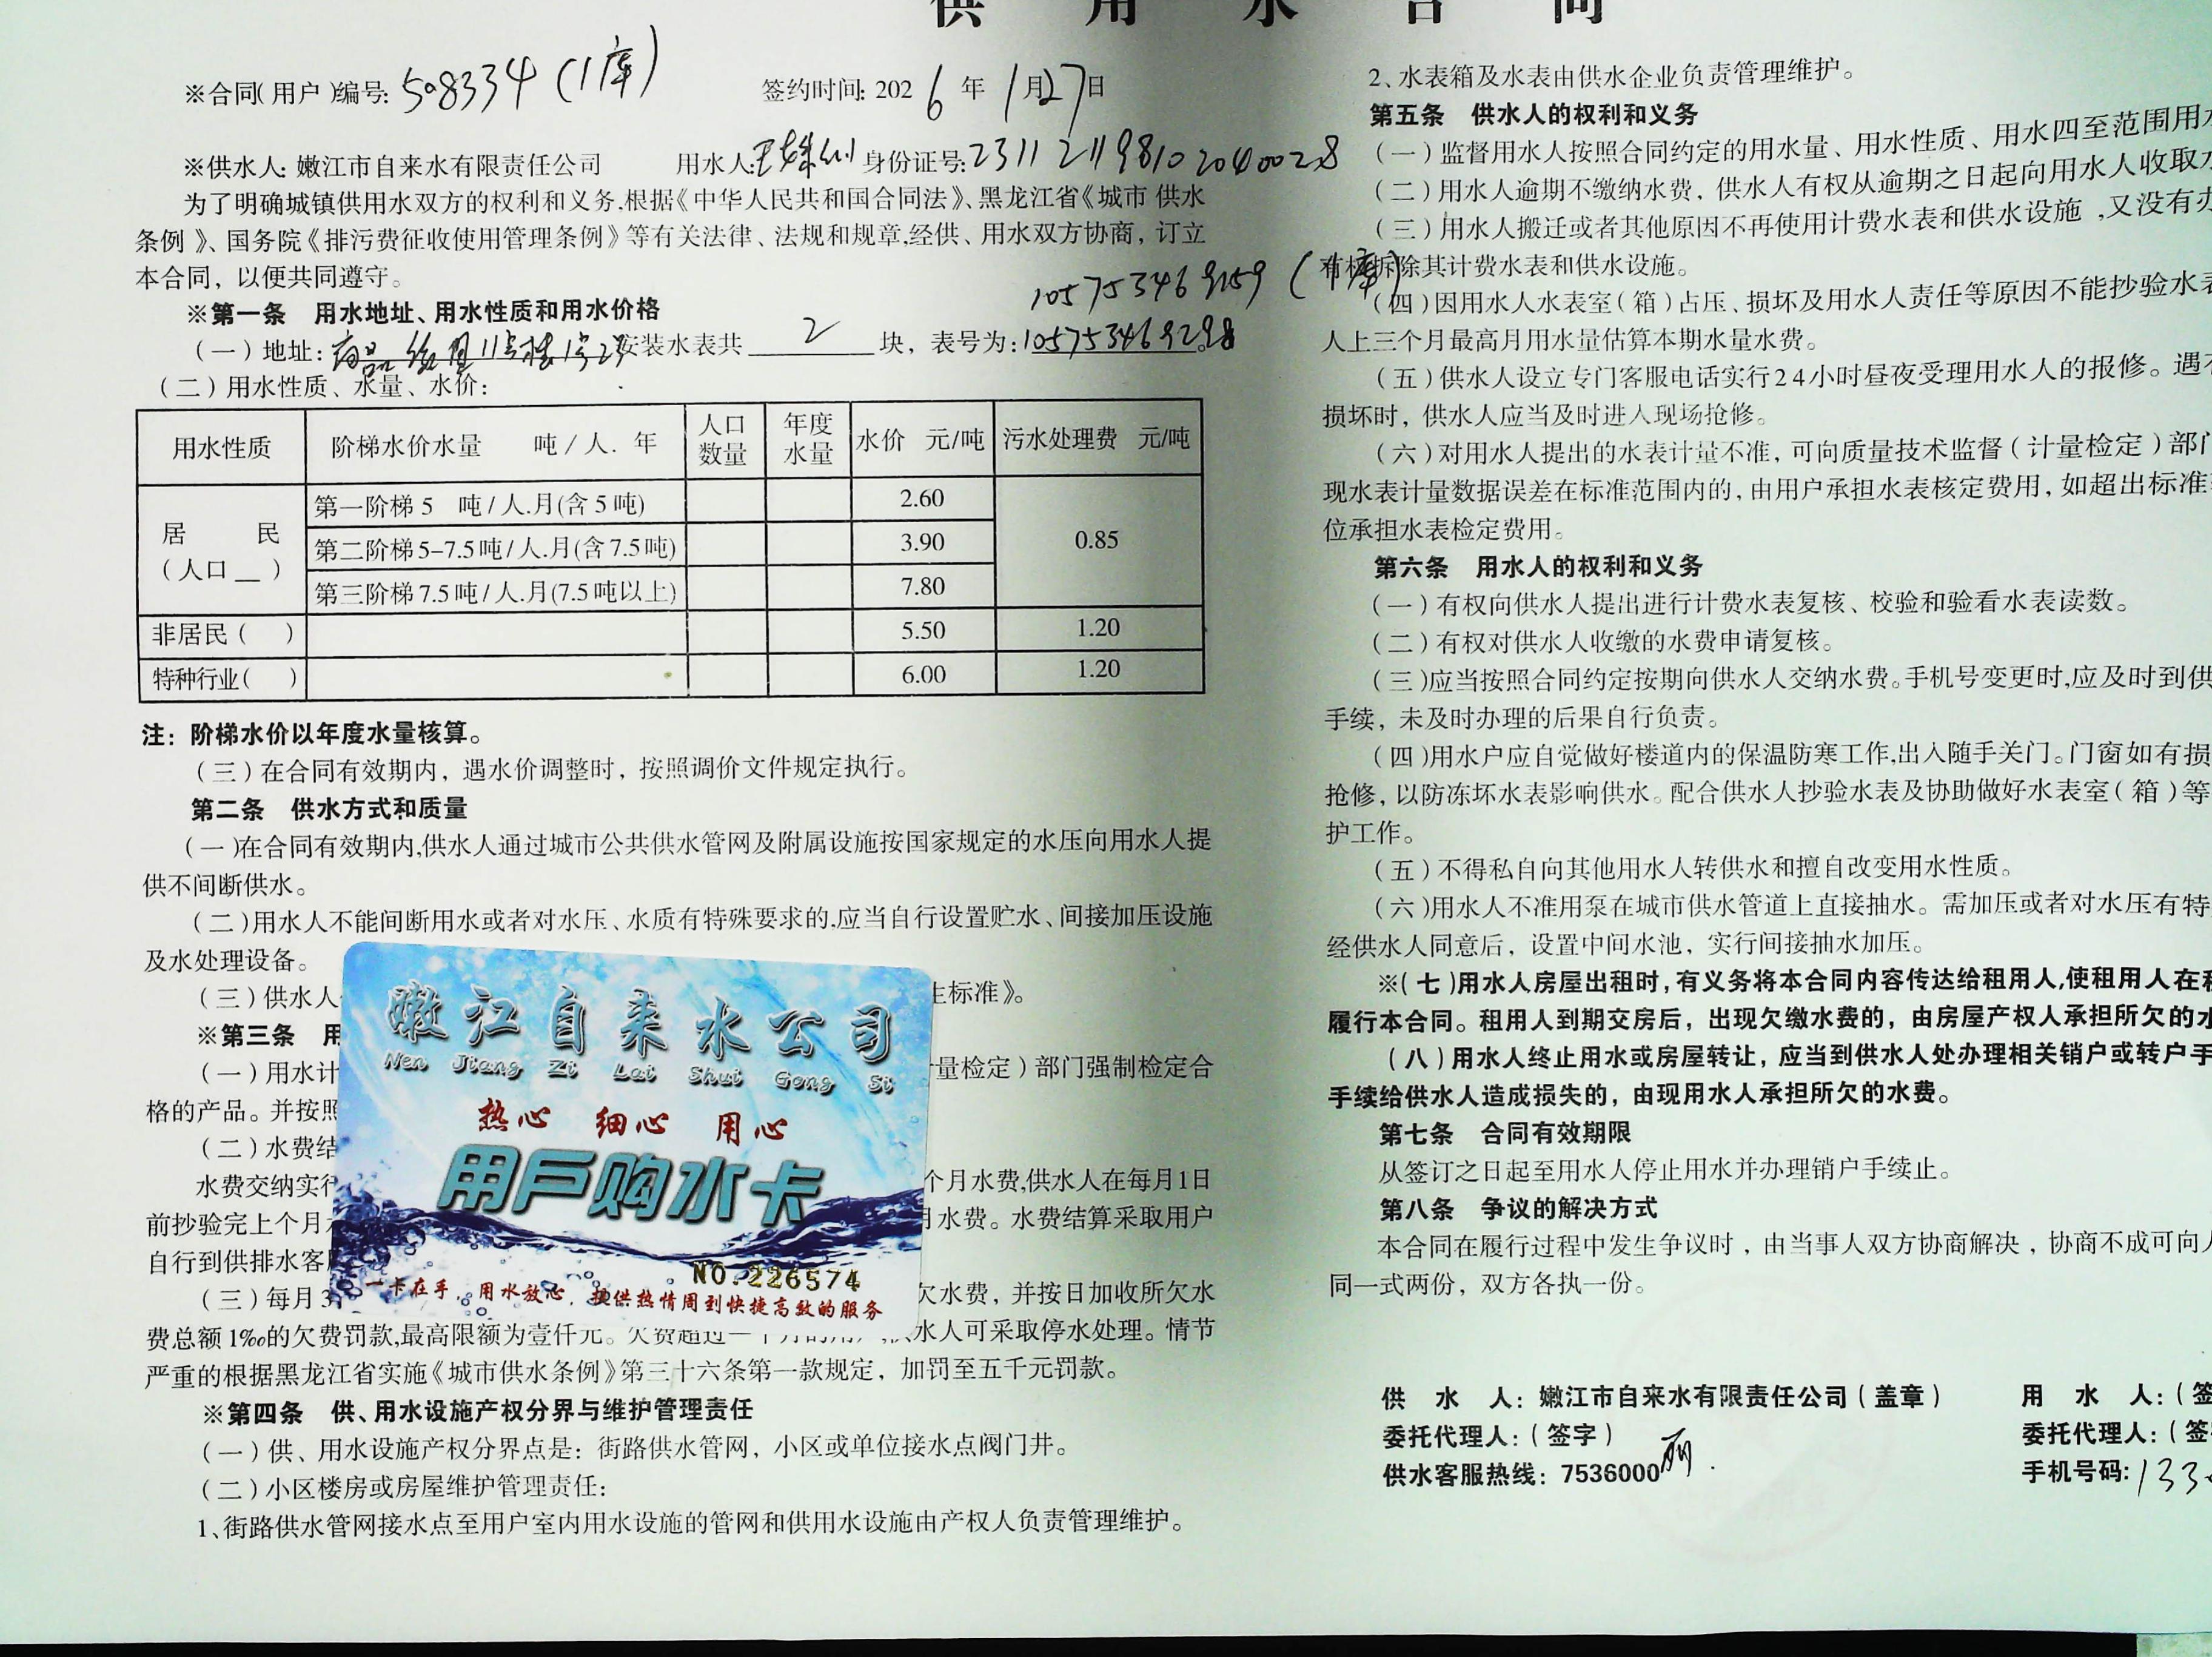 供用水合同
※合同(用户)编号: 508334 (1库)
签约时间: 2026年1月27日
※供水人: 嫩江市自来水有限责任公司 用水人: 身份证号:
为了明确城镇供用水双方的权利和义务,根据《中华人民共和国合同法》、黑龙江省《城市 供水
条例》、国务院《排污费征收使用管理条例》等有关法律、法规和规章,经供、用水双方协商, 订立
本合同, 以便共同遵守。
※第一条 用水地址、用水性质和用水价格
105753469159 (1库)
(一)地址: 11号楼1字23 安装水表共 2 块, 表号为: 105753469298。
(二)用水性质、水量、水价:
用水性质 阶梯水价水量 吨/人. 年 人口数量 年度水量 水价 元/吨 污水处理费 元/吨
居 民 (人口__)
第一阶梯 5 吨/人.月(含 5 吨) 2.60 0.85
第二阶梯 5-7.5 吨/人.月(含 7.5 吨) 3.90
第三阶梯 7.5 吨/人.月(7.5 吨以上) 7.80
非居民( ) 5.50 1.20
特种行业( ) 6.00 1.20
注: 阶梯水价以年度水量核算。
(三)在合同有效期内, 遇水价调整时, 按照调价文件规定执行。
第二条 供水方式和质量
(一)在合同有效期内,供水人通过城市公共供水管网及附属设施按国家规定的水压向用水人提
供不间断供水。
(二)用水人不能间断用水或者对水压、水质有特殊要求的,应当自行设置贮水、间接加压设施
及水处理设备。
(三)供水人 生标准》。
※第三条 用
(一)用水计 量检定)部门强制检定合
格的产品。并按照
(二)水费结
水费交纳实行 个月水费,供水人在每月1日
前抄验完上个月 月水费。水费结算采取用户
自行到供排水客
(三)每月3 欠水费, 并按日加收所欠水
费总额1‰的欠费罚款,最高限额为壹仟元。欠费超过一个月的用户,供水人可采取停水处理。情节
严重的根据黑龙江省实施《城市供水条例》第三十六条第一款规定, 加罚至五千元罚款。
※第四条 供、用水设施产权分界与维护管理责任
(一)供、用水设施产权分界点是: 街路供水管网, 小区或单位接水点阀门井。
(二)小区楼房或房屋维护管理责任:
1、街路供水管网接水点至用户室内用水设施的管网和供用水设施由产权人负责管理维护。
嫩江自来水公司
Nen Jiang Zi Lai Shui Gong Si
热心 细心 用心
用户购水卡
NO.226574
一卡在手,用水放心,提供热情周到快捷高效的服务
2、水表箱及水表由供水企业负责管理维护。
第五条 供水人的权利和义务
(一)监督用水人按照合同约定的用水量、用水性质、用水四至范围用水
(二)用水人逾期不缴纳水费, 供水人有权从逾期之日起向用水人收取
(三)用水人搬迁或者其他原因不再使用计费水表和供水设施,又没有办
有权拆除其计费水表和供水设施。
(四)因用水人水表室(箱)占压、损坏及用水人责任等原因不能抄验水表
人上三个月最高月用水量估算本期水量水费。
(五)供水人设立专门客服电话实行24小时昼夜受理用水人的报修。遇
损坏时, 供水人应当及时进入现场抢修。
(六)对用水人提出的水表计量不准, 可向质量技术监督(计量检定)部门
现水表计量数据误差在标准范围内的, 由用户承担水表核定费用, 如超出标准
位承担水表检定费用。
第六条 用水人的权利和义务
(一)有权向供水人提出进行计费水表复核、校验和验看水表读数。
(二)有权对供水人收缴的水费申请复核。
(三)应当按照合同约定按期向供水人交纳水费。手机号变更时,应及时到供
手续, 未及时办理的后果自行负责。
(四)用水户应自觉做好楼道内的保温防寒工作,出入随手关门。门窗如有损
抢修, 以防冻坏水表影响供水。配合供水人抄验水表及协助做好水表室(箱)等
护工作。
(五)不得私自向其他用水人转供水和擅自改变用水性质。
(六)用水人不准用泵在城市供水管道上直接抽水。需加压或者对水压有特
经供水人同意后, 设置中间水池, 实行间接抽水加压。
※(七)用水人房屋出租时, 有义务将本合同内容传达给租用人,使租用人在租
履行本合同。租用人到期交房后, 出现欠缴水费的, 由房屋产权人承担所欠的水
(八)用水人终止用水或房屋转让, 应当到供水人处办理相关销户或转户手
手续给供水人造成损失的, 由现用水人承担所欠的水费。
第七条 合同有效期限
从签订之日起至用水人停止用水并办理销户手续止。
第八条 争议的解决方式
本合同在履行过程中发生争议时, 由当事人双方协商解决, 协商不成可向人
同一式两份, 双方各执一份。
供 水 人: 嫩江市自来水有限责任公司(盖章) 用 水 人:(签
委托代理人:(签字) 丽 委托代理人:(签
供水客服热线: 7536000 手机号码: 133